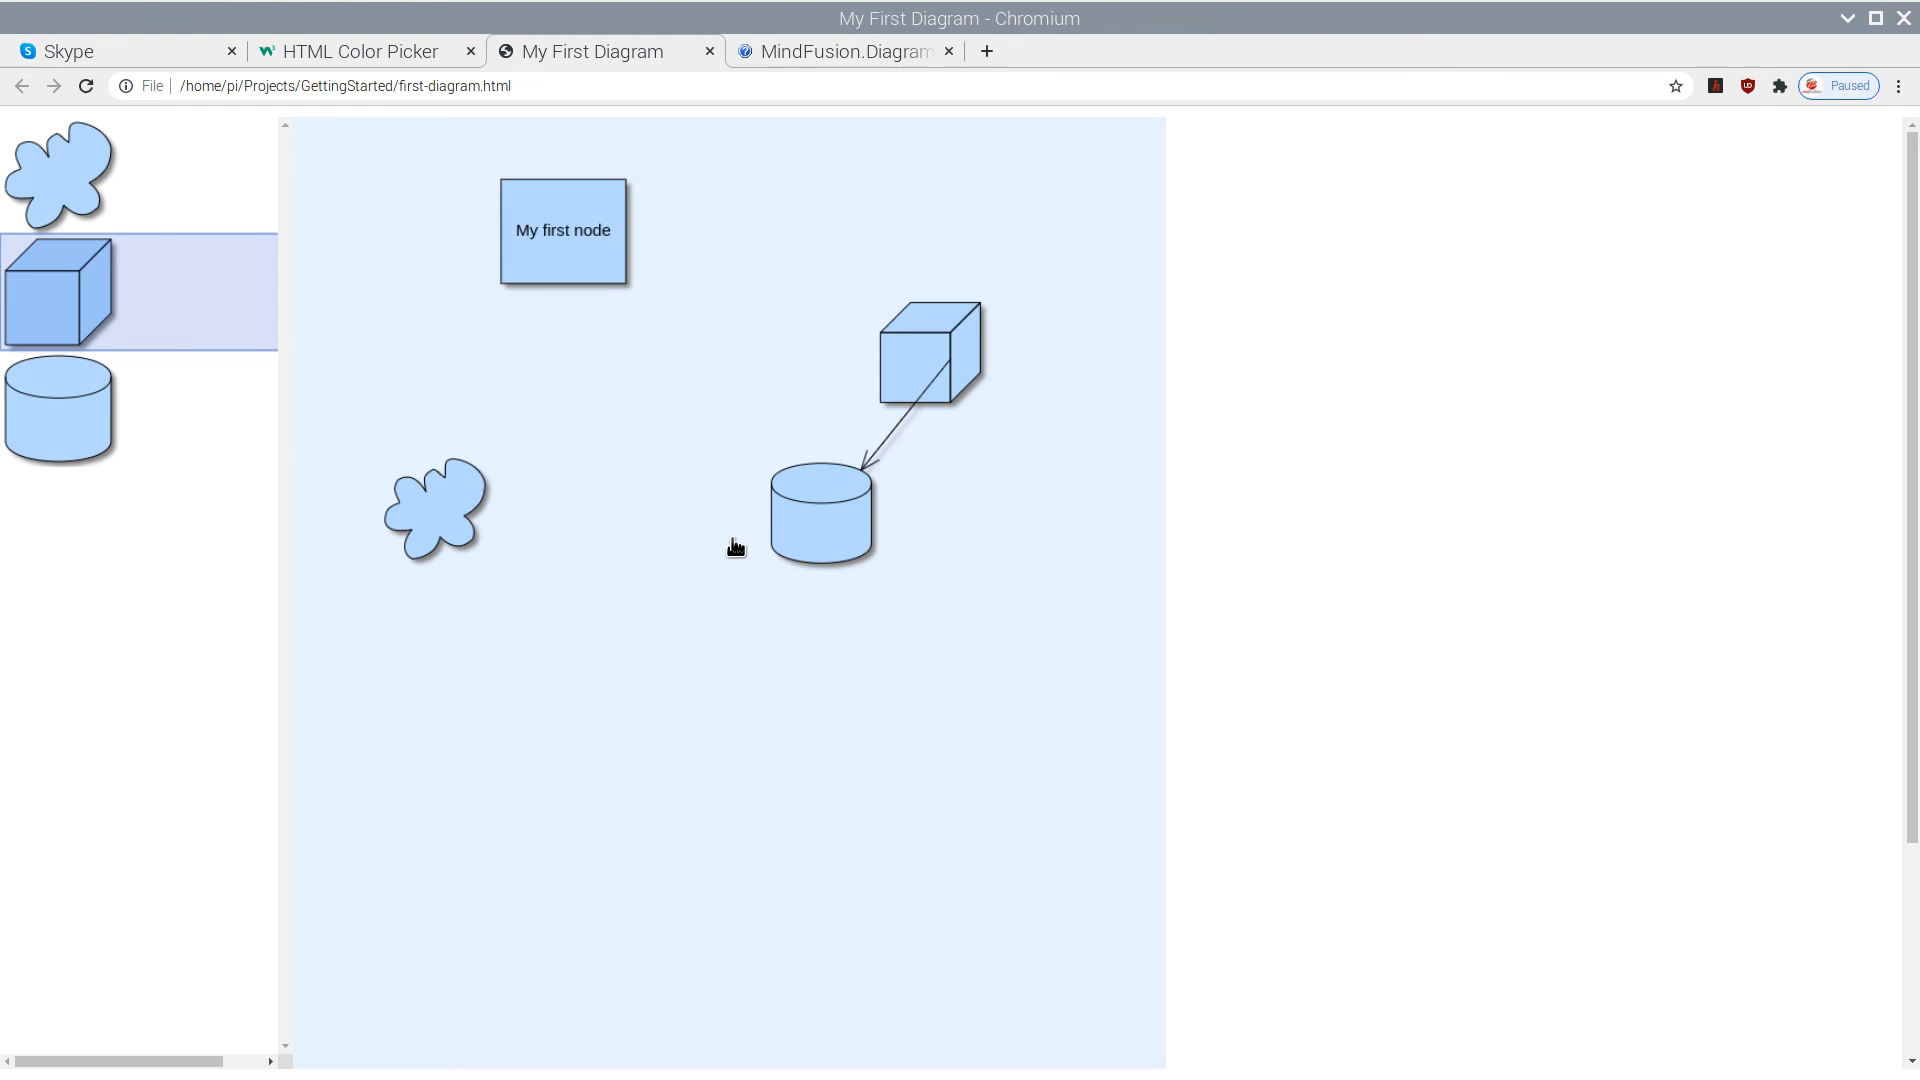 My First Diagram - Chromium
Skype
HTML Color Picker
My First Diagram
MindFusion.Diagram
File
/home/pi/Projects/GettingStarted/first-diagram.html
Paused
My first node